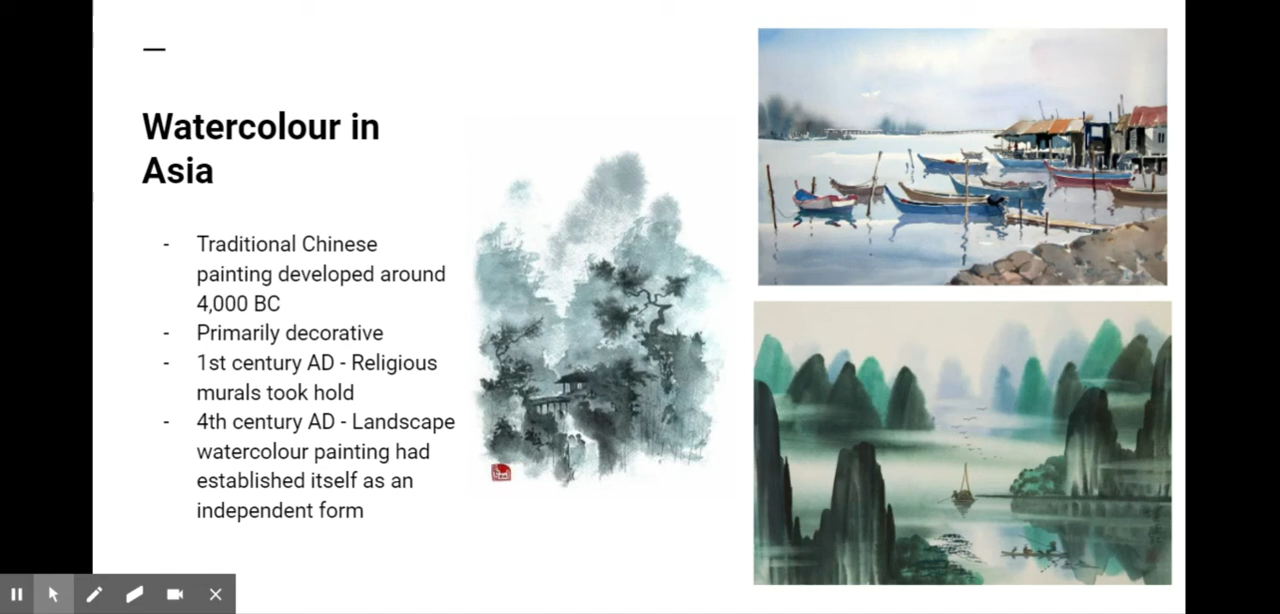 Watercolour in
Asia
- Traditional Chinese
painting developed around
4,000 BC
- Primarily decorative
- 1st century AD - Religious
murals took hold
- 4th century AD - Landscape
watercolour painting had
established itself as an
independent form